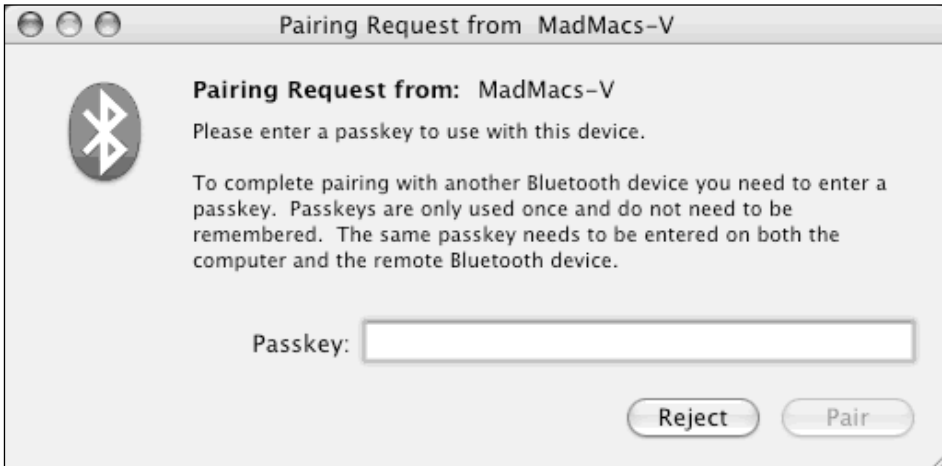 Pairing Request from MadMacs-V
Pairing Request from: MadMacs-V
Please enter a passkey to use with this device.
To complete pairing with another Bluetooth device you need to enter a
passkey. Passkeys are only used once and do not need to be
remembered. The same passkey needs to be entered on both the
computer and the remote Bluetooth device.
Passkey:
Reject
Pair